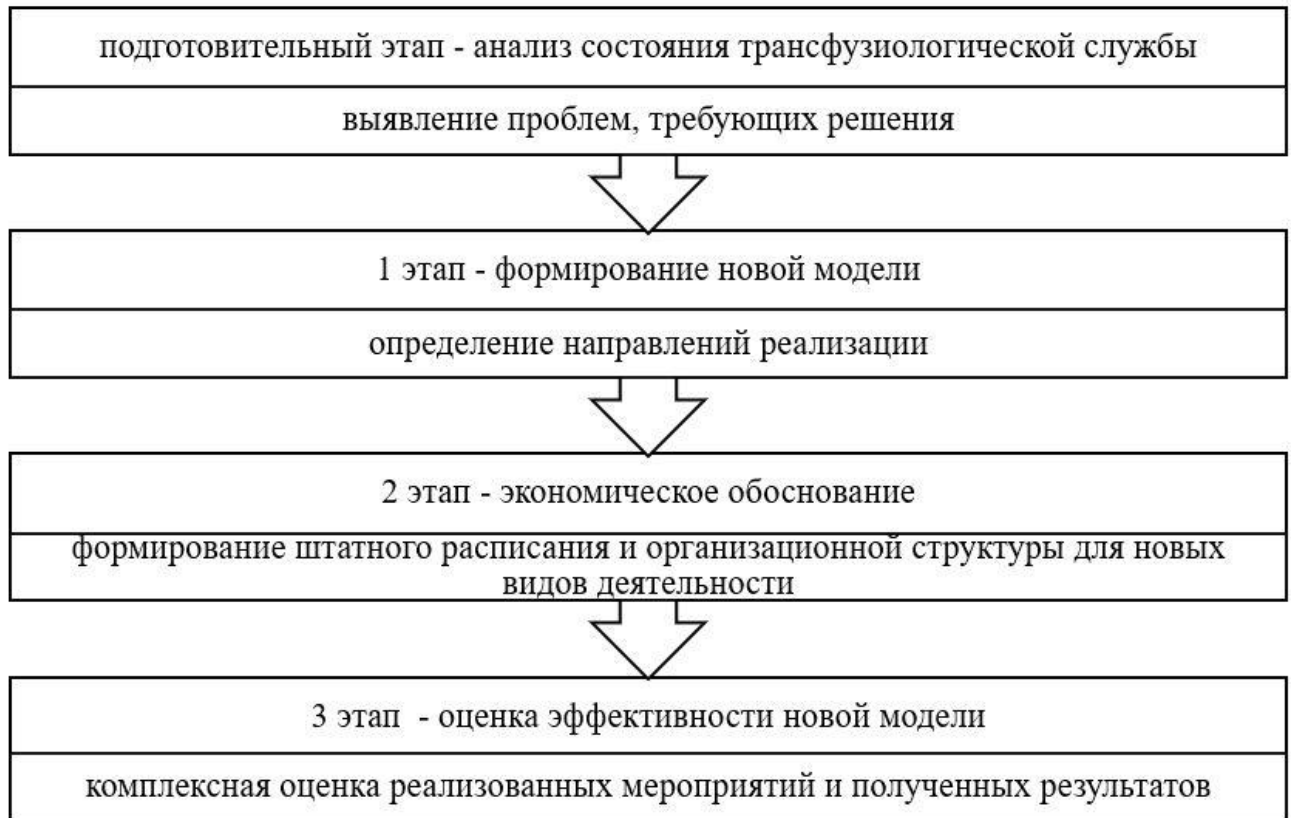 подготовительный этап - анализ состояния трансфузиологической службы
выявление проблем, требующих решения
1 этап - формирование новой модели
определение направлений реализации
2 этап - экономическое обоснование
формирование штатного расписания и организационной структуры для новых
видов деятельности
3 этап  - оценка эффективности новой модели
комплексная оценка реализованных мероприятий и полученных результатов